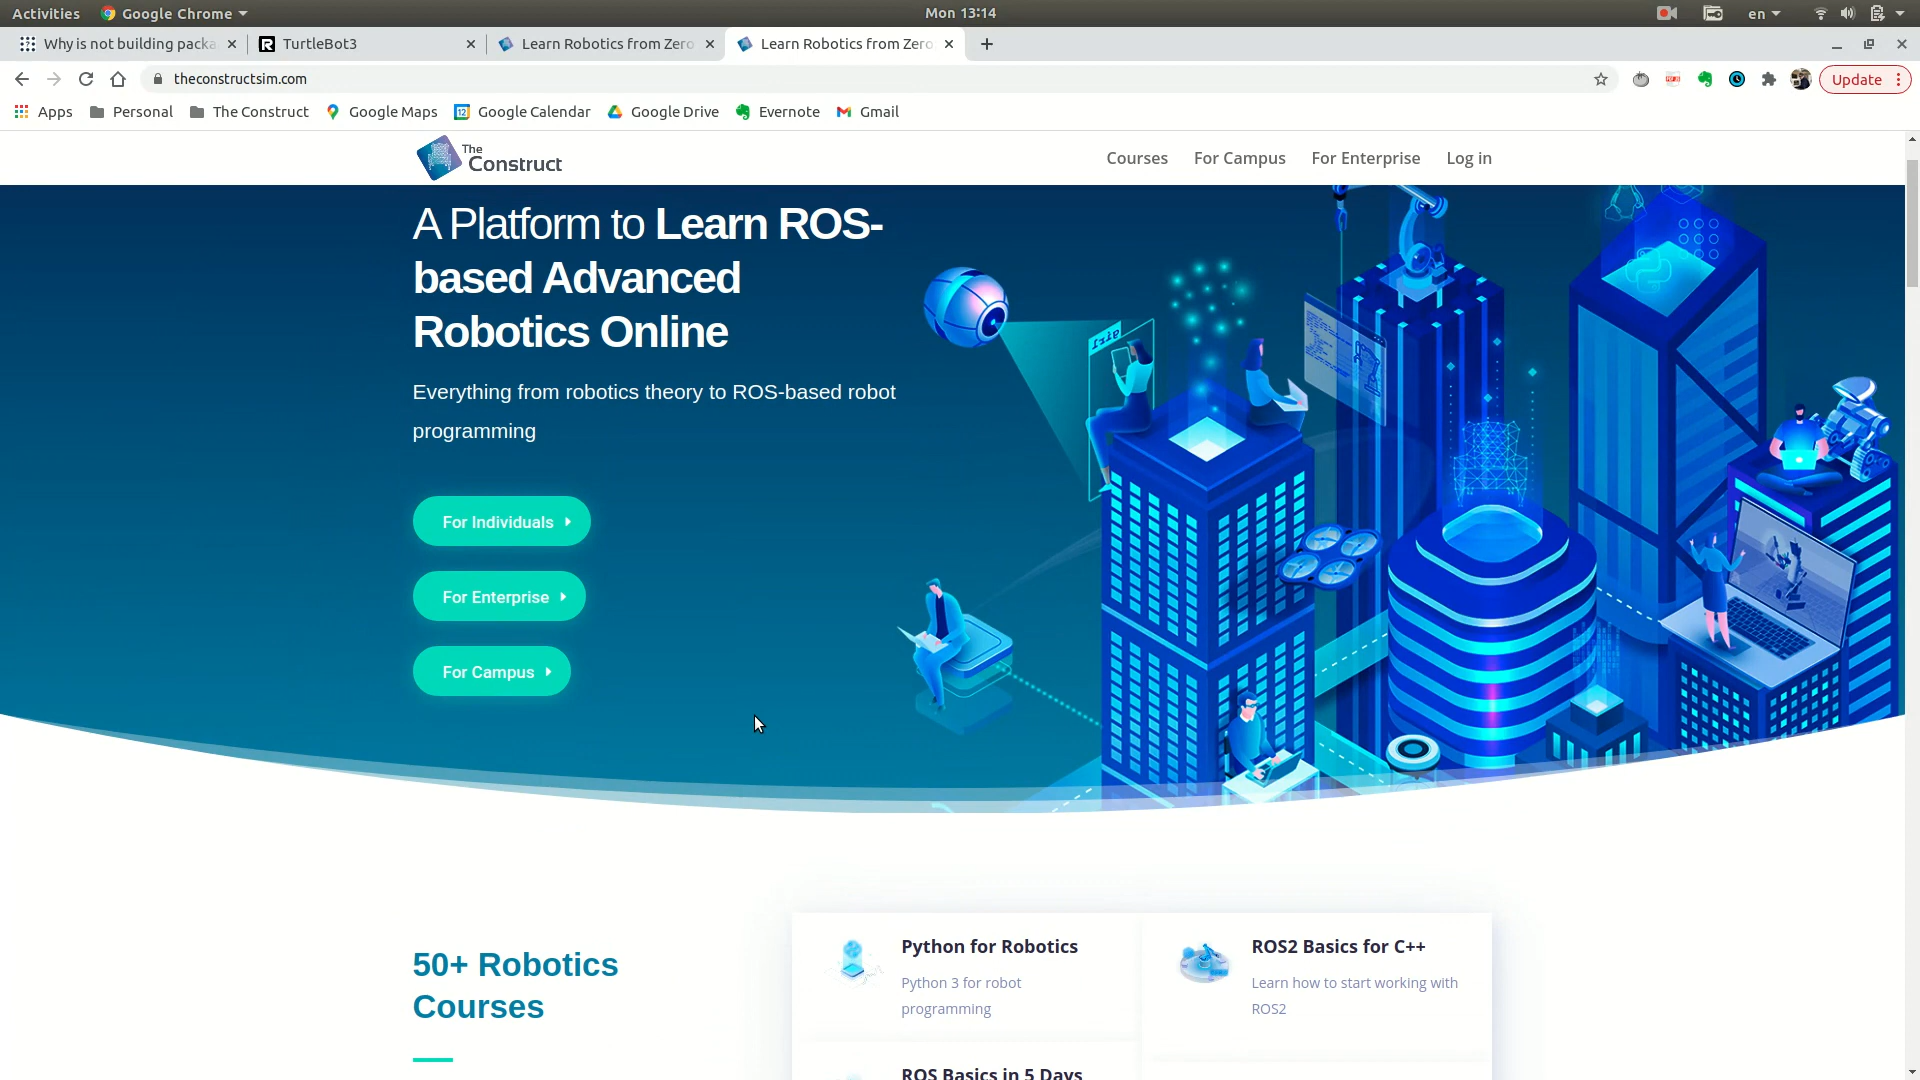 Activities
Google Chrome
Mon 13:14
en
Why is not building packa
TurtleBot3
Learn Robotics from Zero
Learn Robotics from Zero
theconstructsim.com
Update
Apps
Personal
The Construct
Google Maps
Google Calendar
Google Drive
Evernote
Gmail
The
Construct
Courses
For Campus
For Enterprise
Log in
A Platform to Learn ROS-
based Advanced
Robotics Online
Everything from robotics theory to ROS-based robot
programming
For Individuals
For Enterprise
For Campus
50+ Robotics
Courses
Python for Robotics
Python 3 for robot
programming
ROS2 Basics for C++
Learn how to start working with
ROS2
ROS Basics in 5 Days